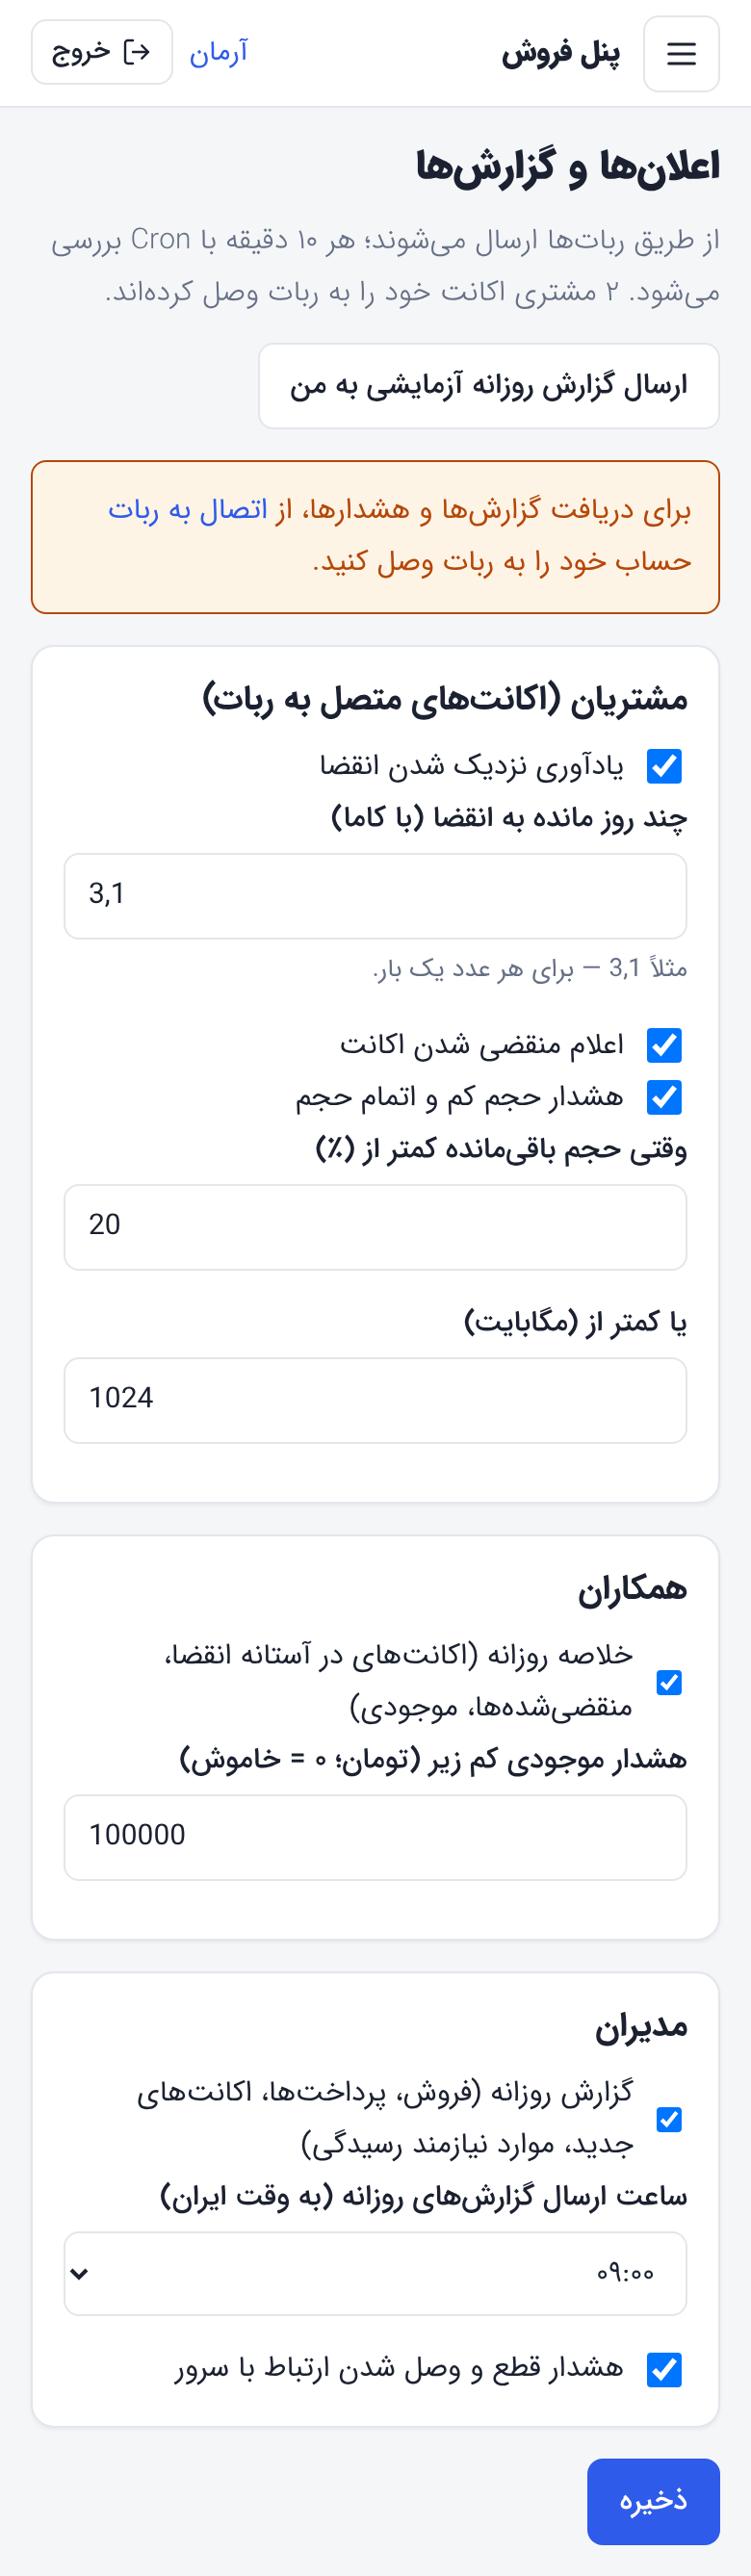 پنل فروش
آرمان
خروج
اعلان‌ها و گزارش‌ها
از طریق ربات‌ها ارسال می‌شوند؛ هر ۱۰ دقیقه با Cron بررسی
می‌شود. ۲ مشتری اکانت خود را به ربات وصل کرده‌اند.
ارسال گزارش روزانه آزمایشی به من
برای دریافت گزارش‌ها و هشدارها، از اتصال به ربات
حساب خود را به ربات وصل کنید.
مشتریان (اکانت‌های متصل به ربات)
یادآوری نزدیک شدن انقضا
چند روز مانده به انقضا (با کاما)
3,1
مثلاً 3,1 — برای هر عدد یک بار.
اعلام منقضی شدن اکانت
هشدار حجم کم و اتمام حجم
وقتی حجم باقی‌مانده کمتر از (٪)
20
یا کمتر از (مگابایت)
1024
همکاران
خلاصه روزانه (اکانت‌های در آستانه انقضا،
منقضی‌شده‌ها، موجودی)
هشدار موجودی کم زیر (تومان؛ ۰ = خاموش)
100000
مدیران
گزارش روزانه (فروش، پرداخت‌ها، اکانت‌های
جدید، موارد نیازمند رسیدگی)
ساعت ارسال گزارش‌های روزانه (به وقت ایران)
۰۹:۰۰
هشدار قطع و وصل شدن ارتباط با سرور
ذخیره